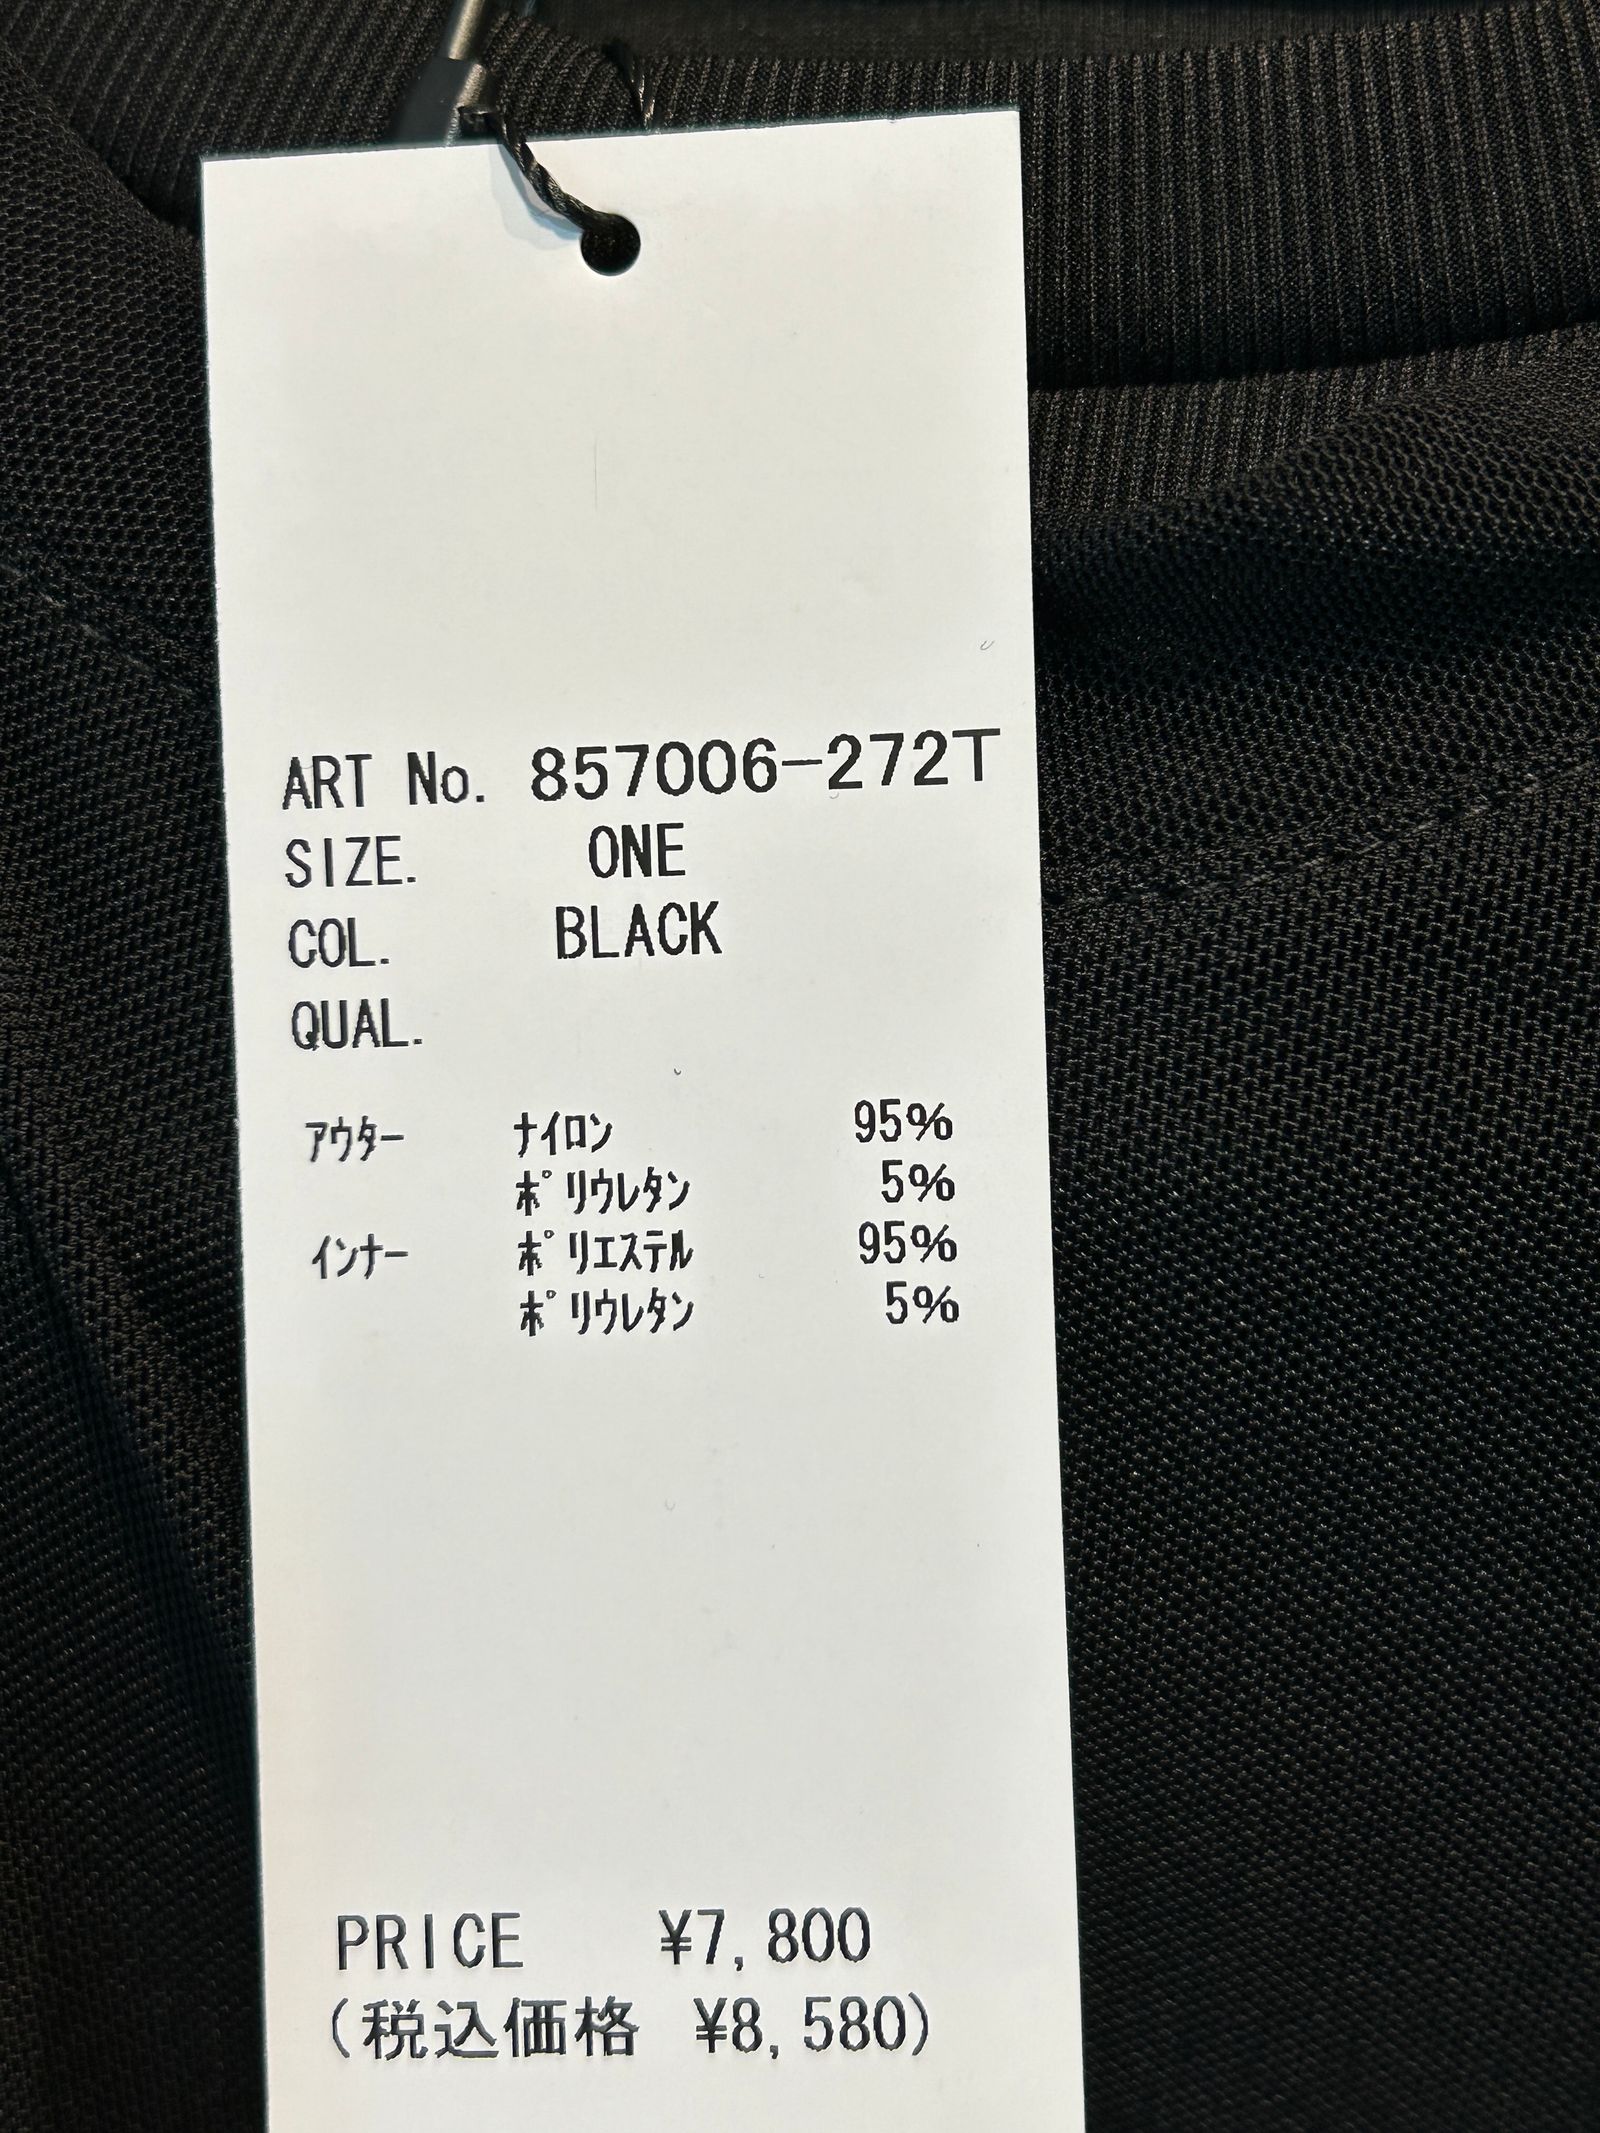 ART No. 857006-272T
SIZE. ONE
COL. BLACK
QUAL.
アウター ナイロン 95%
ポリウレタン 5%
インナー ポリエステル 95%
ポリウレタン 5%
PRICE ¥7,800
(税込価格 ¥8,580)